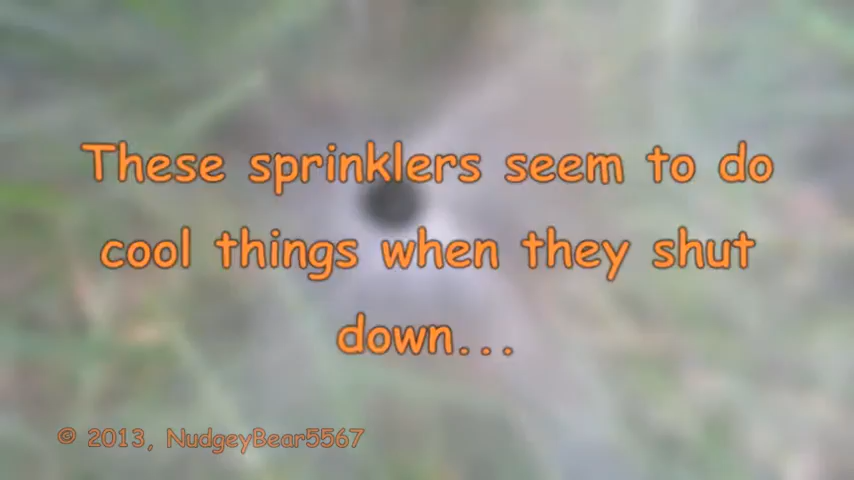 These sprinklers seem to do
cool things when they shut
down...
© 2013, NudgeyBear5567